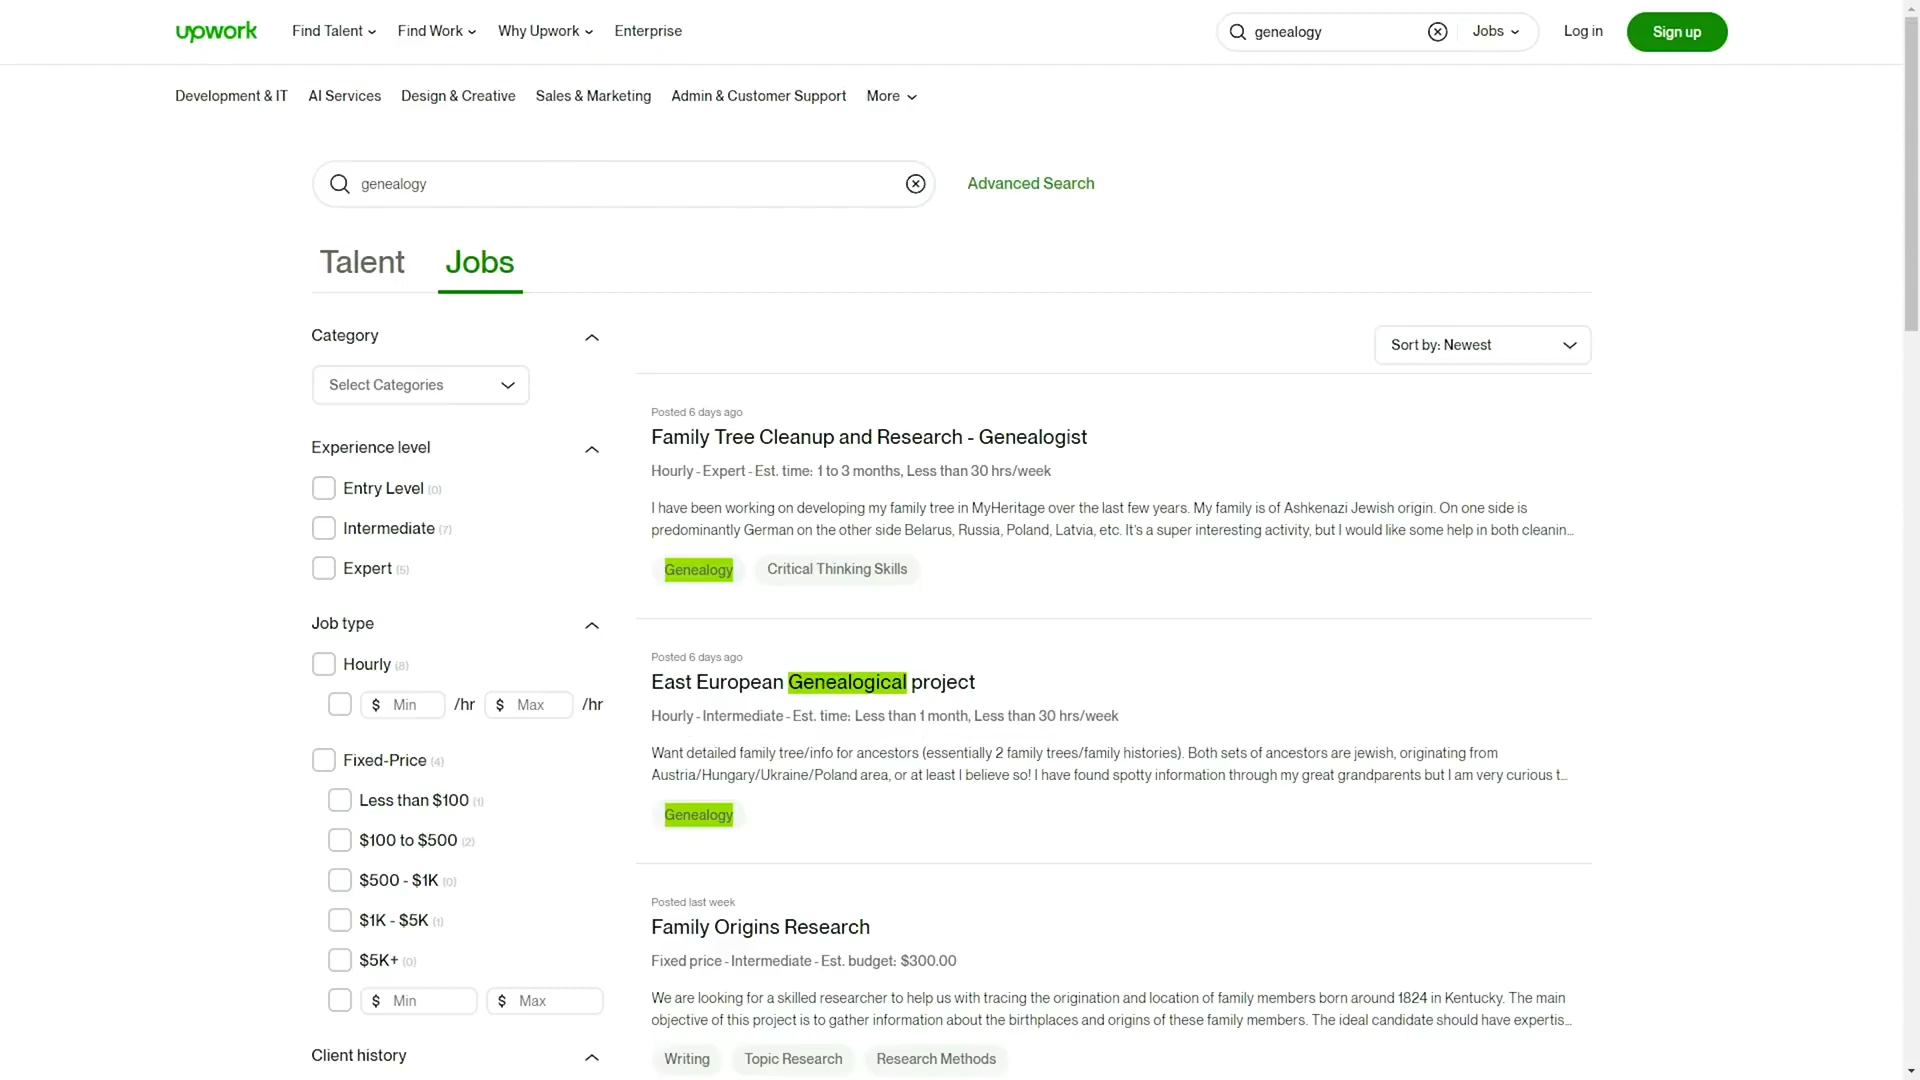 upwork Find Talent Find Work Why Upwork Enterprise genealogy Jobs Log in Sign up
Development & IT AI Services Design & Creative Sales & Marketing Admin & Customer Support More
genealogy Advanced Search
Talent Jobs
Category
Select Categories
Experience level
Entry Level (0)
Intermediate (7)
Expert (5)
Job type
Hourly (8)
$ Min /hr $ Max /hr
Fixed-Price (4)
Less than $100 (1)
$100 to $500 (2)
$500 - $1K (0)
$1K - $5K (1)
$5K+ (0)
$ Min $ Max
Client history
Sort by: Newest
Posted 6 days ago
Family Tree Cleanup and Research - Genealogist
Hourly - Expert - Est. time: 1 to 3 months, Less than 30 hrs/week
I have been working on developing my family tree in MyHeritage over the last few years. My family is of Ashkenazi Jewish origin. On one side is
predominantly German on the other side Belarus, Russia, Poland, Latvia, etc. It's a super interesting activity, but I would like some help in both cleanin...
Genealogy Critical Thinking Skills
Posted 6 days ago
East European Genealogical project
Hourly - Intermediate - Est. time: Less than 1 month, Less than 30 hrs/week
Want detailed family tree/info for ancestors (essentially 2 family trees/family histories). Both sets of ancestors are jewish, originating from
Austria/Hungary/Ukraine/Poland area, or at least I believe so! I have found spotty information through my great grandparents but I am very curious t...
Genealogy
Posted last week
Family Origins Research
Fixed price - Intermediate - Est. budget: $300.00
We are looking for a skilled researcher to help us with tracing the origination and location of family members born around 1824 in Kentucky. The main
objective of this project is to gather information about the birthplaces and origins of these family members. The ideal candidate should have expertis...
Writing Topic Research Research Methods